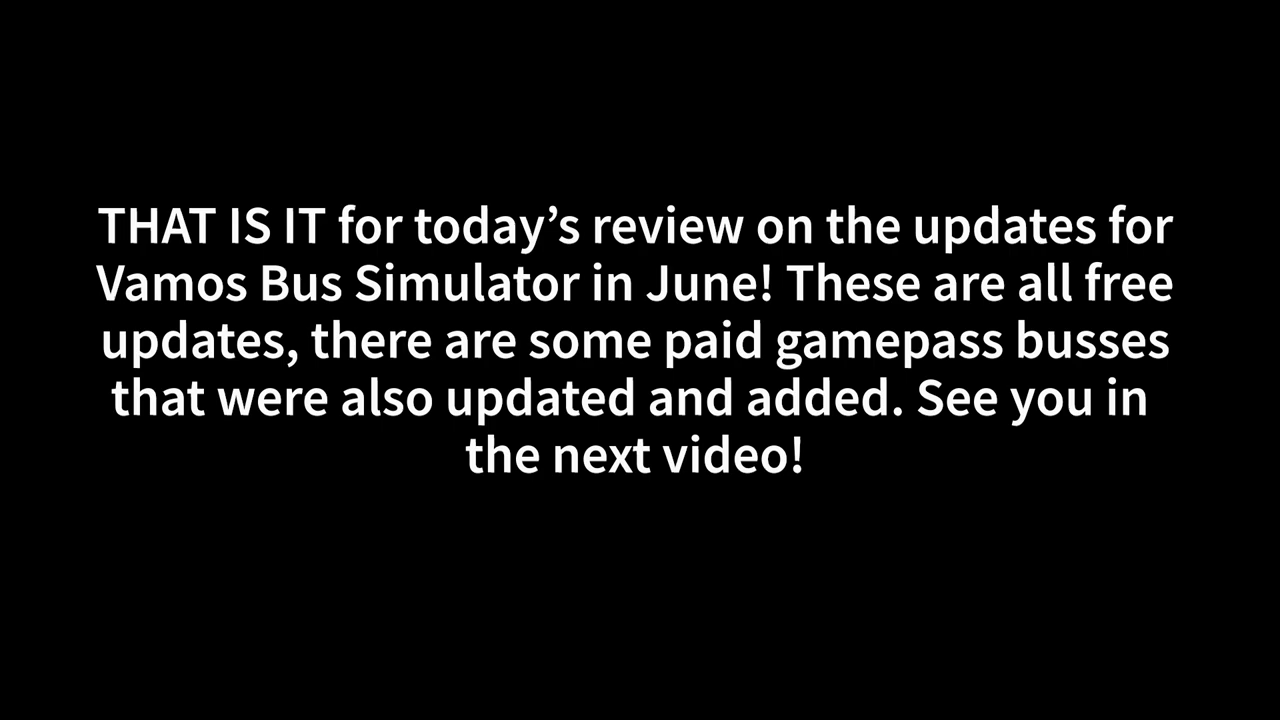 THAT IS IT for today’s review on the updates for
Vamos Bus Simulator in June! These are all free
updates, there are some paid gamepass busses
that were also updated and added. See you in
the next video!